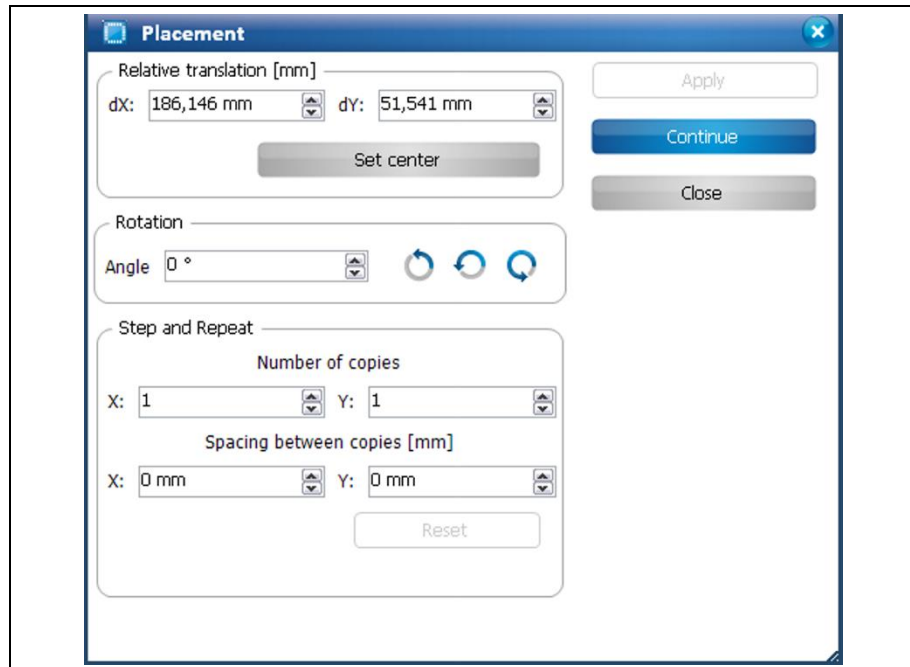 Placement
Relative translation [mm]
dX: 186,146 mm dY: 51,541 mm
Set center
Apply
Continue
Close
Rotation
Angle 0 °
Step and Repeat
Number of copies
X: 1 Y: 1
Spacing between copies [mm]
X: 0 mm Y: 0 mm
Reset